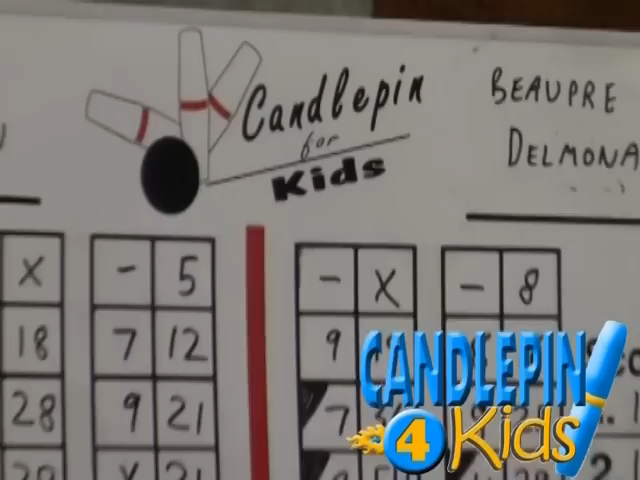 Candlepin
for
Kids
BEAUPRE
DELMONA
X - 5 - X - 8
18 7 12 9
28 9 21 7
CANDLEPIN
4 Kids